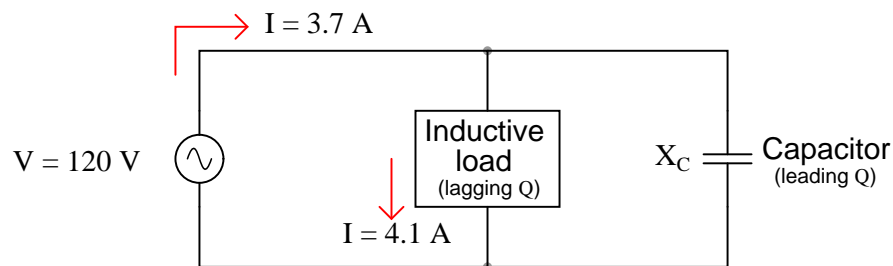 I = 3.7 A
V = 120 V
Inductive
load
(lagging Q)
I = 4.1 A
X_C
Capacitor
(leading Q)